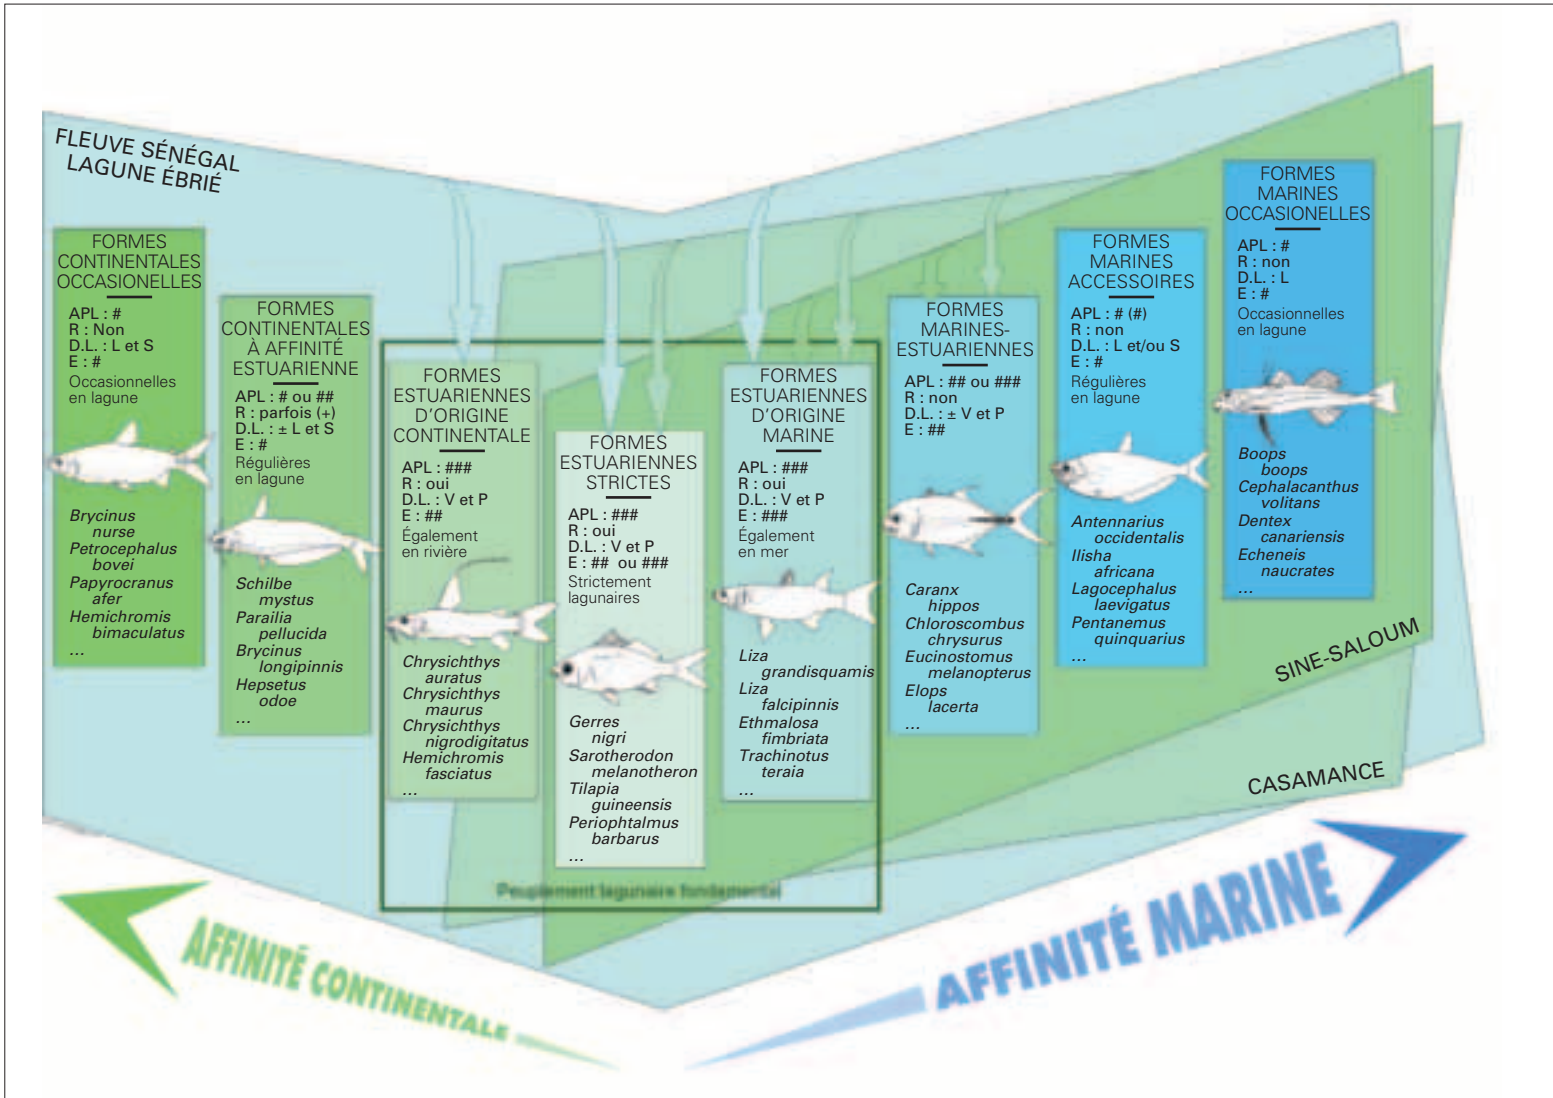 FLEUVE SÉNÉGAL
LAGUNE ÉBRIÉ
FORMES
CONTINENTALES
OCCASIONELLES
APL : #
R : Non
D.L. : L et S
E : #
Occasionnelles
en lagune
Brycinus
nurse
Petrocephalus
bovei
Papyrocranus
afer
Hemichromis
bimaculatus
...
FORMES
CONTINENTALES
À AFFINITÉ
ESTUARIENNE
APL : # ou ##
R : parfois (+)
D.L. : ± L et S
E : #
Régulières
en lagune
Schilbe
mystus
Parailia
pellucida
Brycinus
longipinnis
Hepsetus
odoe
...
FORMES
ESTUARIENNES
D'ORIGINE
CONTINENTALE
APL : ###
R : oui
D.L. : V et P
E : ##
Également
en rivière
Chrysichthys
auratus
Chrysichthys
maurus
Chrysichthys
nigrodigitatus
Hemichromis
fasciatus
...
FORMES
ESTUARIENNES
STRICTES
APL : ###
R : oui
D.L. : V et P
E : ## ou ###
Strictement
lagunaires
Gerres
nigri
Sarotherodon
melanotheron
Tilapia
guineensis
Periophtalmus
barbarus
...
FORMES
ESTUARIENNES
D'ORIGINE
MARINE
APL : ###
R : oui
D.L. : V et P
E : ###
Également
en mer
Liza
grandisquamis
Liza
falcipinnis
Ethmalosa
fimbriata
Trachinotus
teraia
...
FORMES
MARINES-
ESTUARIENNES
APL : ## ou ###
R : non
D.L. : ± V et P
E : ##
Caranx
hippos
Chloroscombus
chrysurus
Eucinostomus
melanopterus
Elops
lacerta
...
FORMES
MARINES
ACCESSOIRES
APL : # (#)
R : non
D.L. : L et/ou S
E : #
Régulières
en lagune
Antennarius
occidentalis
Ilisha
africana
Lagocephalus
laevigatus
Pentanemus
quinquarius
...
FORMES
MARINES
OCCASIONELLES
APL : #
R : non
D.L. : L
E : #
Occasionnelles
en lagune
Boops
boops
Cephalacanthus
volitans
Dentex
canariensis
Echeneis
naucrates
...
SINE-SALOUM
CASAMANCE
Peuplement lagunaire fondamental
AFFINITÉ CONTINENTALE
AFFINITÉ MARINE